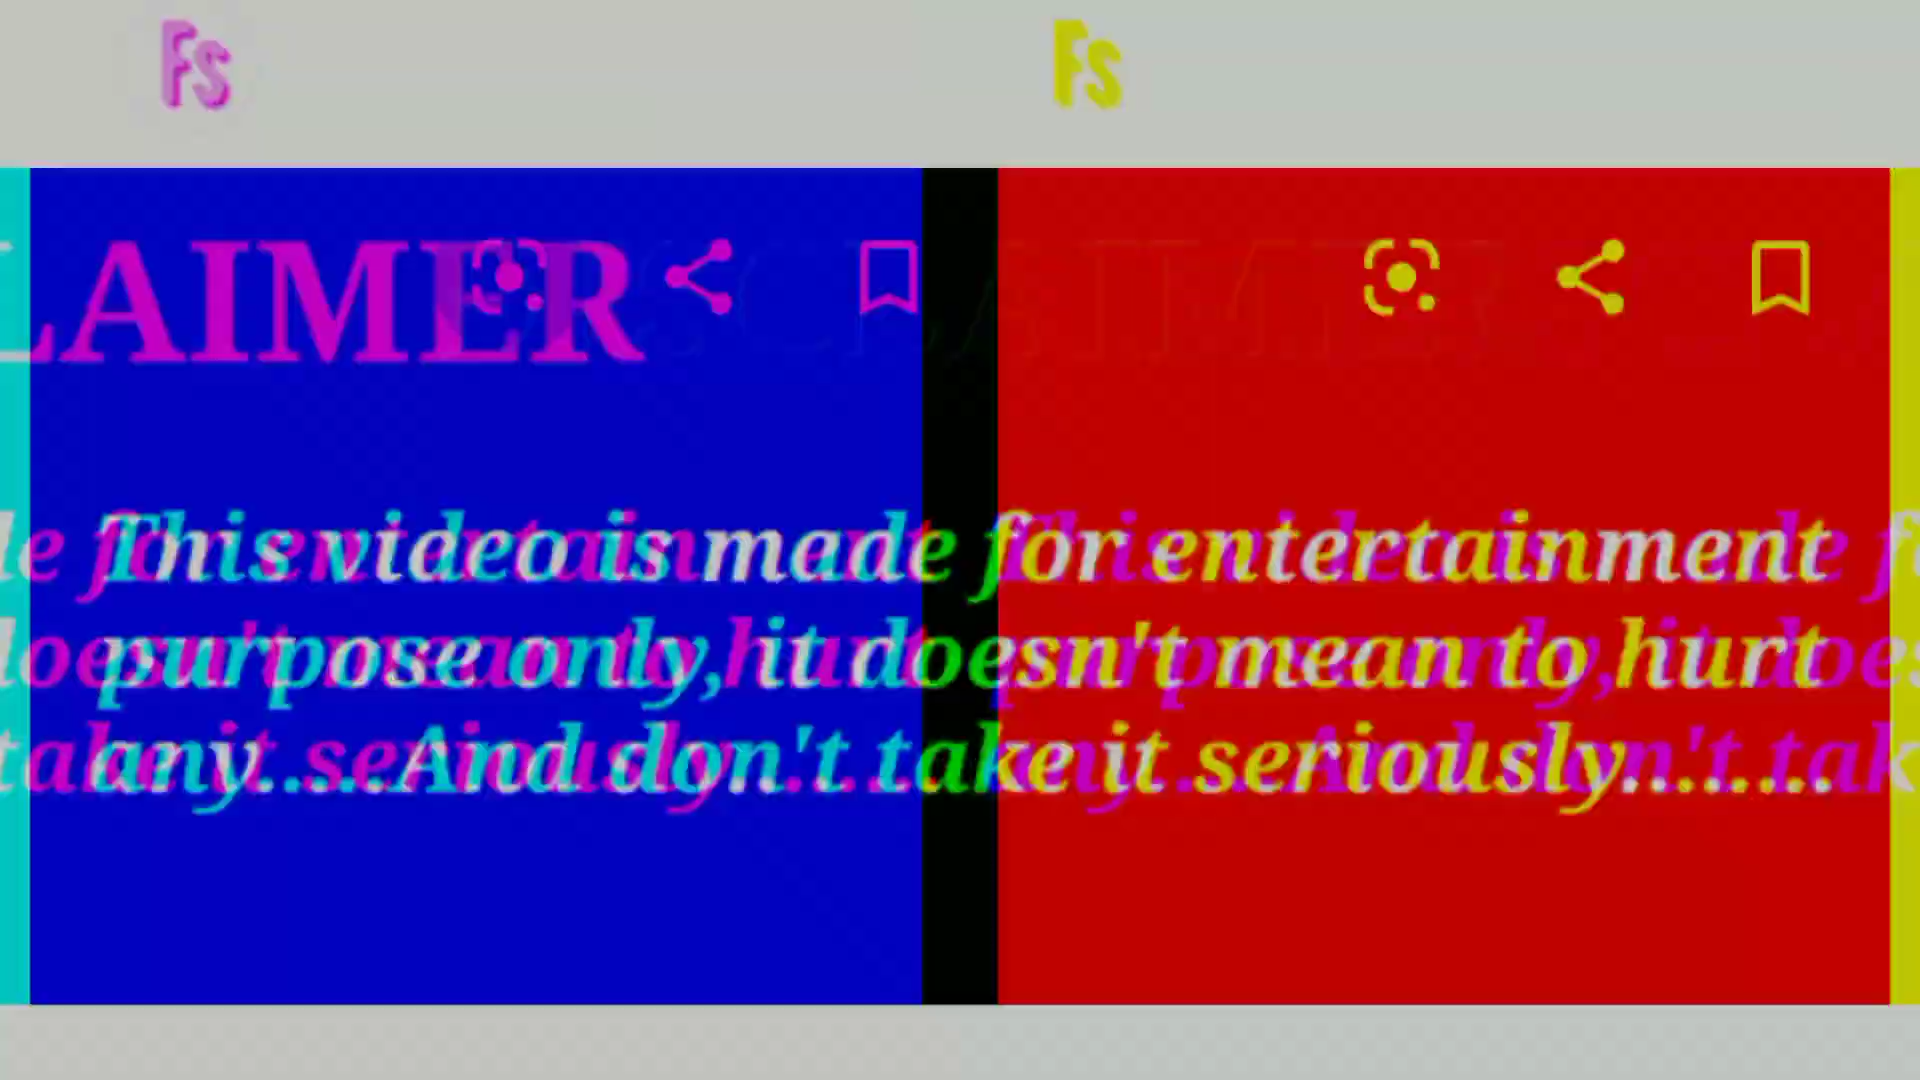 Fs Fs
LAIMER
This video is made for entertainment
purpose only, it doesn't mean to hurt
any.....And don't take it seriously........